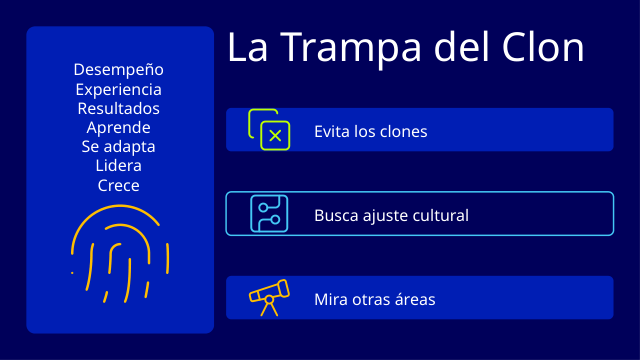 La Trampa del Clon
Desempeño
Experiencia
Resultados
Aprende
Se adapta
Lidera
Crece
Evita los clones
Busca ajuste cultural
Mira otras áreas